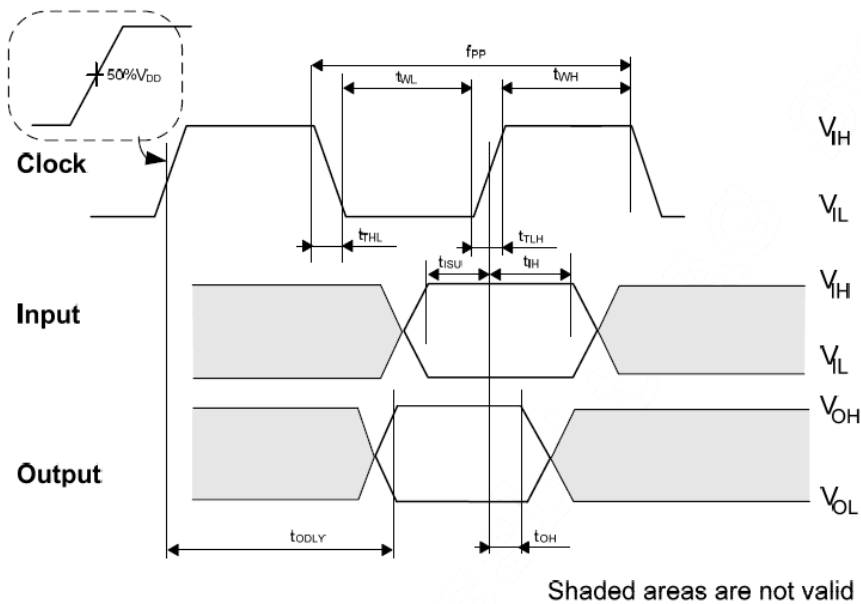 fPP
50%VDD
tWL
tWH
VIH
Clock
VIL
tTHL
tTLH
tISU
tIH
VIH
Input
VIL
VOH
Output
VOL
tODLY
tOH
Shaded areas are not valid